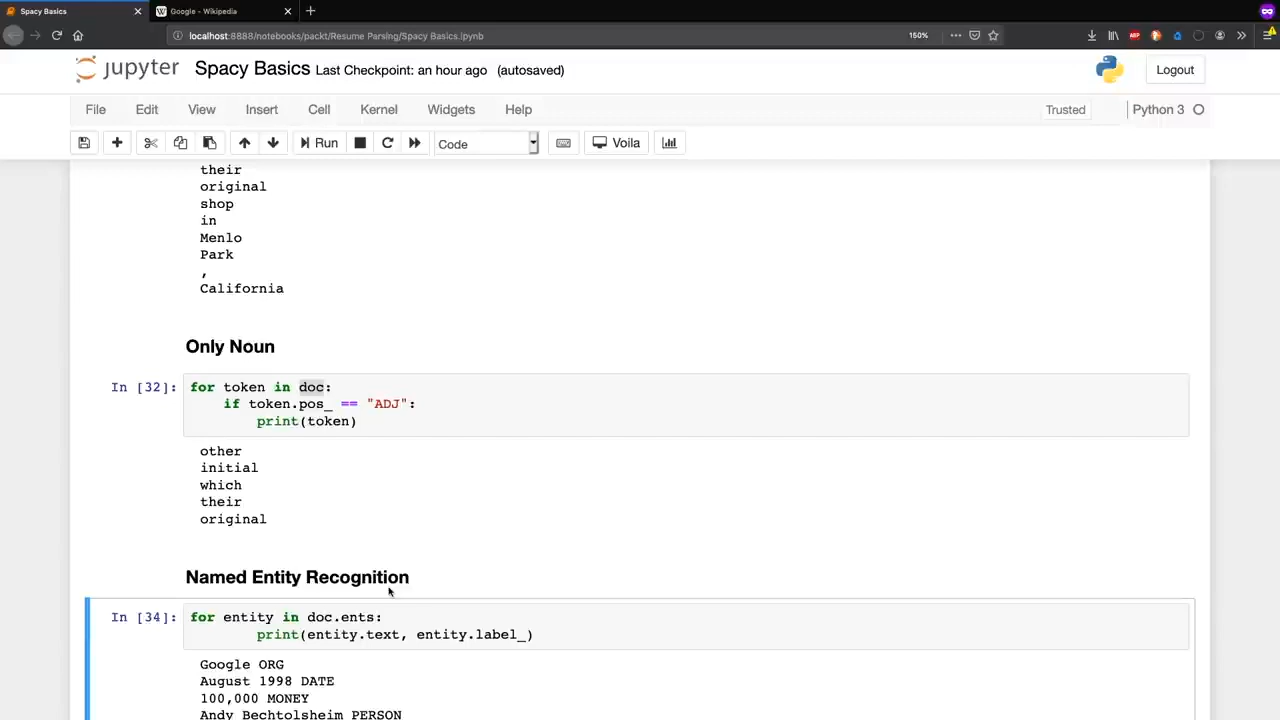 Spacy Basics
Google - Wikipedia
localhost:8888/notebooks/packt/Resume Parsing/Spacy Basics.ipynb
150%
jupyter Spacy Basics Last Checkpoint: an hour ago (autosaved)
Logout
File Edit View Insert Cell Kernel Widgets Help
Trusted Python 3
Run Code Voila
their
original
shop
in
Menlo
Park
,
California
Only Noun
In [32]: for token in doc:
if token.pos_ == "ADJ":
print(token)
other
initial
which
their
original
Named Entity Recognition
In [34]: for entity in doc.ents:
print(entity.text, entity.label_)
Google ORG
August 1998 DATE
100,000 MONEY
Andy Bechtolsheim PERSON